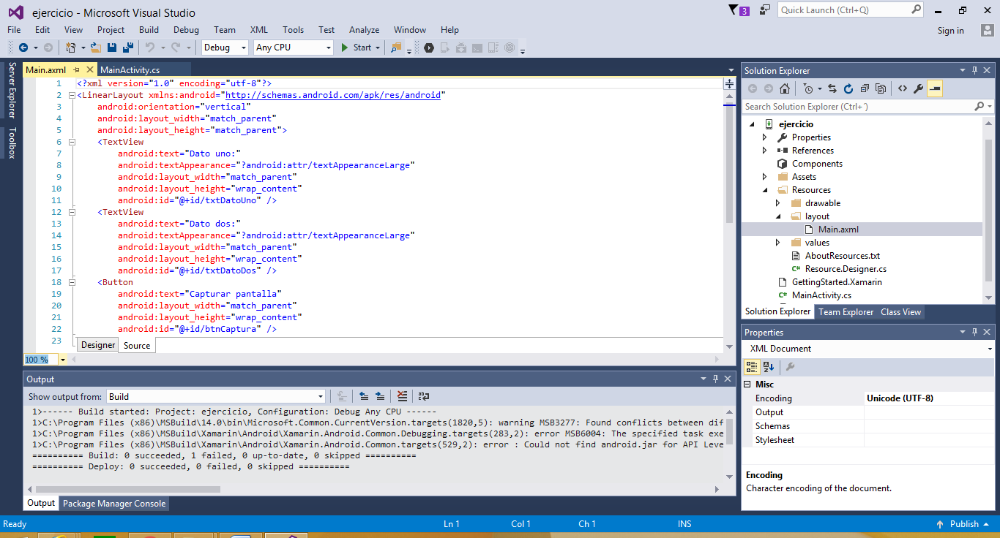 ejercicio - Microsoft Visual Studio
3
Quick Launch (Ctrl+Q)
File Edit View Project Build Debug Team XML Tools Test Analyze Window Help
Sign in
Debug Any CPU Start
Server Explorer
Toolbox
Main.axml MainActivity.cs
1 <?xml version="1.0" encoding="utf-8"?>
2 <LinearLayout xmlns:android="http://schemas.android.com/apk/res/android"
3 android:orientation="vertical"
4 android:layout_width="match_parent"
5 android:layout_height="match_parent">
6 <TextView
7 android:text="Dato uno:"
8 android:textAppearance="?android:attr/textAppearanceLarge"
9 android:layout_width="match_parent"
10 android:layout_height="wrap_content"
11 android:id="@+id/txtDatoUno" />
12 <TextView
13 android:text="Dato dos:"
14 android:textAppearance="?android:attr/textAppearanceLarge"
15 android:layout_width="match_parent"
16 android:layout_height="wrap_content"
17 android:id="@+id/txtDatoDos" />
18 <Button
19 android:text="Capturar pantalla"
20 android:layout_width="match_parent"
21 android:layout_height="wrap_content"
22 android:id="@+id/btnCaptura" />
23
Designer Source
100 %
Output
Show output from: Build
1>------ Build started: Project: ejercicio, Configuration: Debug Any CPU ------
1>C:\Program Files (x86)\MSBuild\14.0\bin\Microsoft.Common.CurrentVersion.targets(1820,5): warning MSB3277: Found conflicts between dif
1>C:\Program Files (x86)\MSBuild\Xamarin\Android\Xamarin.Android.Common.Debugging.targets(283,2): error MSB6004: The specified task exe
1>C:\Program Files (x86)\MSBuild\Xamarin\Android\Xamarin.Android.Common.targets(529,2): error : Could not find android.jar for API Leve
========== Build: 0 succeeded, 1 failed, 0 up-to-date, 0 skipped ==========
========== Deploy: 0 succeeded, 0 failed, 0 skipped ==========
Output Package Manager Console
Solution Explorer
Search Solution Explorer (Ctrl+´)
ejercicio
Properties
References
Components
Assets
Resources
drawable
layout
Main.axml
values
AboutResources.txt
Resource.Designer.cs
GettingStarted.Xamarin
MainActivity.cs
Solution Explorer Team Explorer Class View
Properties
XML Document
Misc
Encoding Unicode (UTF-8)
Output
Schemas
Stylesheet
Encoding
Character encoding of the document.
Ready Ln 1 Col 1 Ch 1 INS Publish